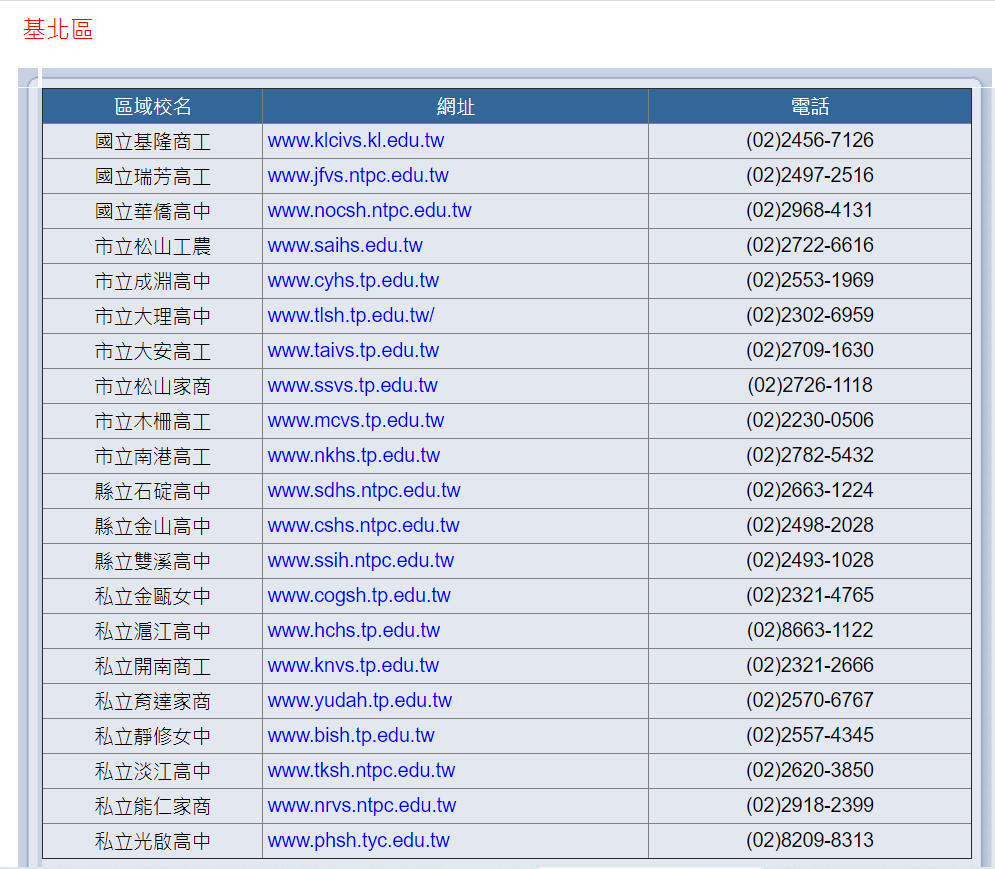 基北區
區域校名 網址 電話
國立基隆商工 www.klcivs.kl.edu.tw (02)2456-7126
國立瑞芳高工 www.jfvs.ntpc.edu.tw (02)2497-2516
國立華僑高中 www.nocsh.ntpc.edu.tw (02)2968-4131
市立松山工農 www.saihs.edu.tw (02)2722-6616
市立成淵高中 www.cyhs.tp.edu.tw (02)2553-1969
市立大理高中 www.tlsh.tp.edu.tw/ (02)2302-6959
市立大安高工 www.taivs.tp.edu.tw (02)2709-1630
市立松山家商 www.ssvs.tp.edu.tw (02)2726-1118
市立木柵高工 www.mcvs.tp.edu.tw (02)2230-0506
市立南港高工 www.nkhs.tp.edu.tw (02)2782-5432
縣立石碇高中 www.sdhs.ntpc.edu.tw (02)2663-1224
縣立金山高中 www.cshs.ntpc.edu.tw (02)2498-2028
縣立雙溪高中 www.ssih.ntpc.edu.tw (02)2493-1028
私立金甌女中 www.cogsh.tp.edu.tw (02)2321-4765
私立滬江高中 www.hchs.tp.edu.tw (02)8663-1122
私立開南商工 www.knvs.tp.edu.tw (02)2321-2666
私立育達家商 www.yudah.tp.edu.tw (02)2570-6767
私立靜修女中 www.bish.tp.edu.tw (02)2557-4345
私立淡江高中 www.tksh.ntpc.edu.tw (02)2620-3850
私立能仁家商 www.nrvs.ntpc.edu.tw (02)2918-2399
私立光啟高中 www.phsh.tyc.edu.tw (02)8209-8313